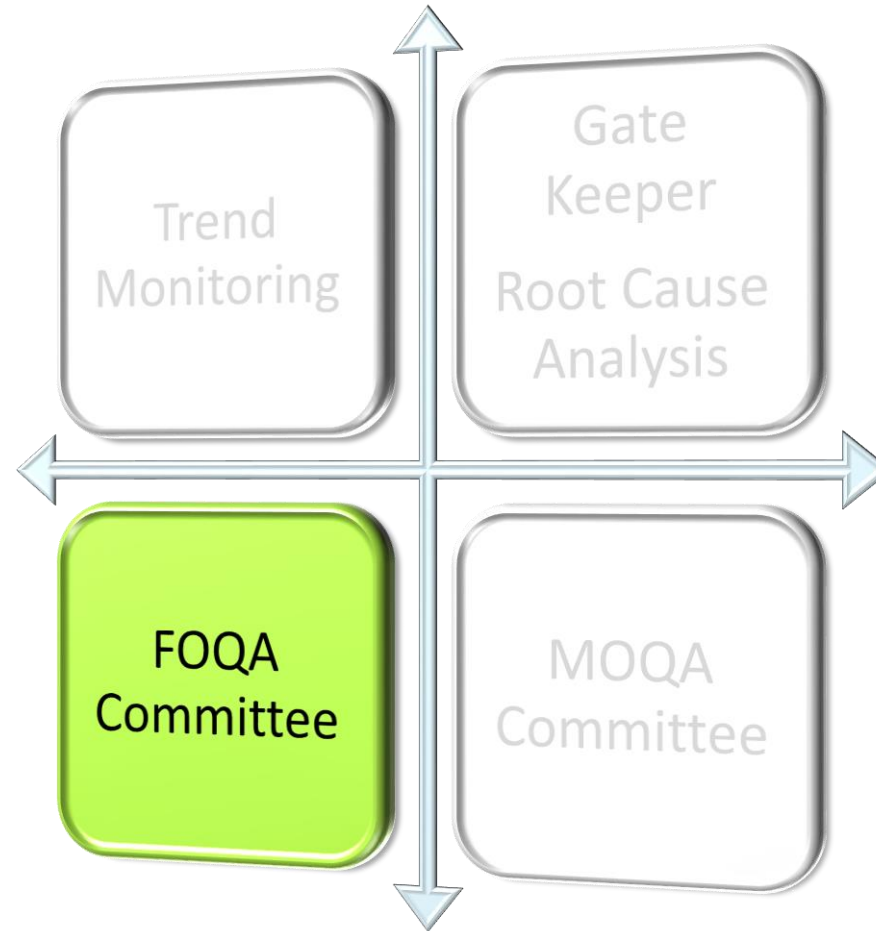 Trend
Monitoring
Gate
Keeper
Root Cause
Analysis
FOQA
Committee
MOQA
Committee